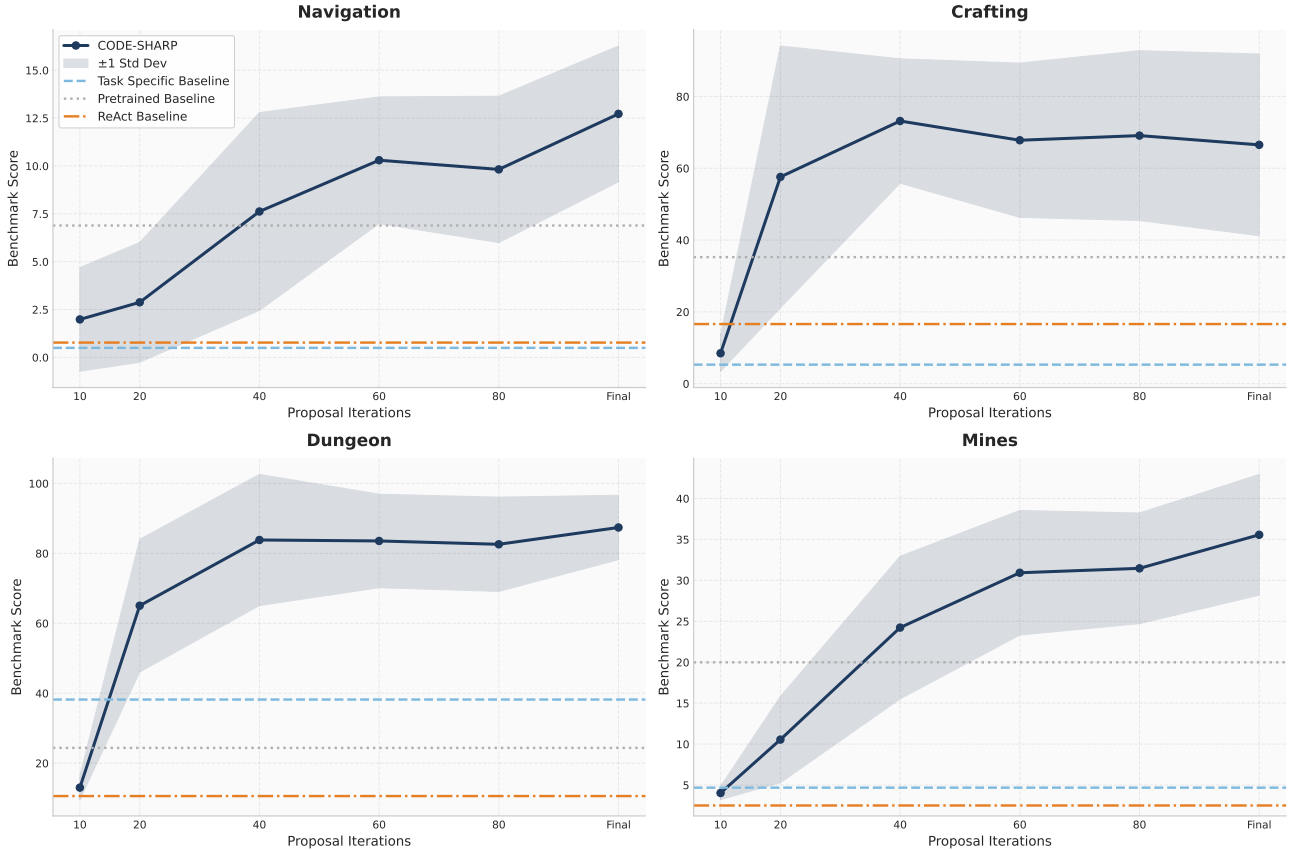 Navigation
Benchmark Score
15.0
12.5
10.0
7.5
5.0
2.5
0.0
CODE-SHARP
±1 Std Dev
Task Specific Baseline
Pretrained Baseline
ReAct Baseline
10 20 40 60 80 Final
Proposal Iterations
Crafting
Benchmark Score
80
60
40
20
0
10 20 40 60 80 Final
Proposal Iterations
Dungeon
Benchmark Score
100
80
60
40
20
10 20 40 60 80 Final
Proposal Iterations
Mines
Benchmark Score
40
35
30
25
20
15
10
5
10 20 40 60 80 Final
Proposal Iterations